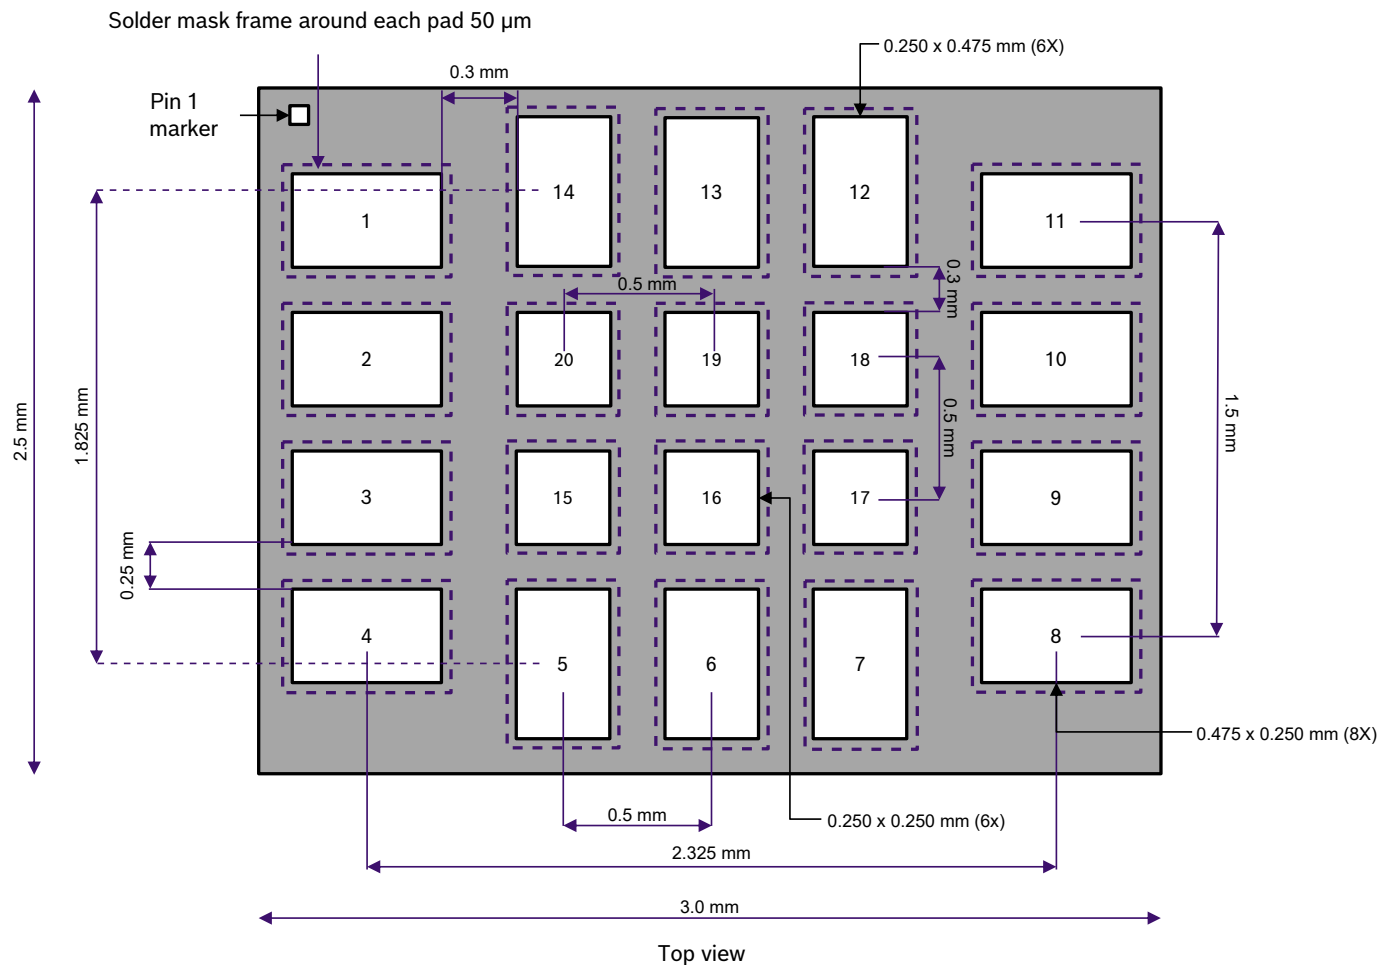 Solder mask frame around each pad 50 µm
0.250 x 0.475 mm (6X)
0.3 mm
Pin 1
marker
14
13
12
1
11
0.3 mm
0.5 mm
2
20
19
18
10
2.5 mm
1.825 mm
0.5 mm
1.5 mm
3
15
16
17
9
0.25 mm
4
5
6
7
8
0.475 x 0.250 mm (8X)
0.5 mm
0.250 x 0.250 mm (6x)
2.325 mm
3.0 mm
Top view